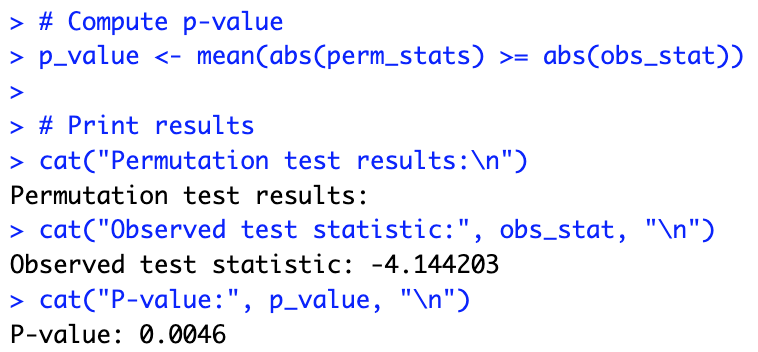 > # Compute p-value
> p_value <- mean(abs(perm_stats) >= abs(obs_stat))
>
> # Print results
> cat("Permutation test results:\n")
Permutation test results:
> cat("Observed test statistic:", obs_stat, "\n")
Observed test statistic: -4.144203
> cat("P-value:", p_value, "\n")
P-value: 0.0046